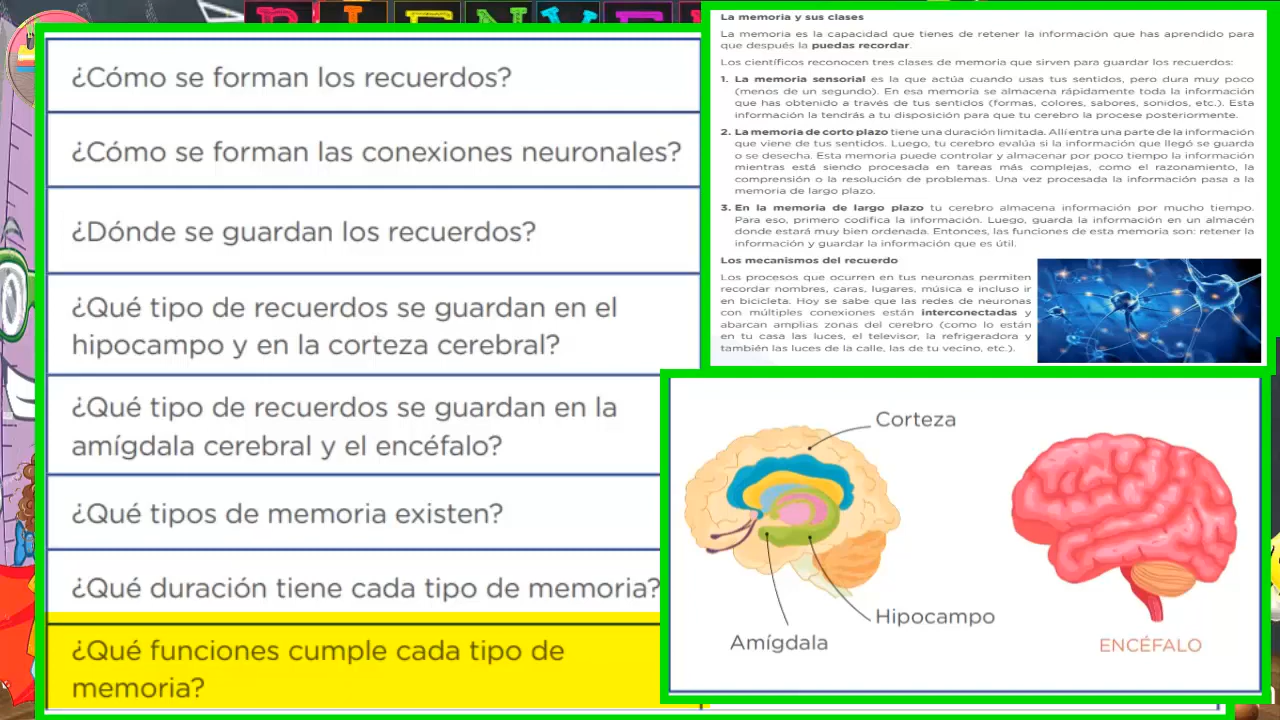 ¿Cómo se forman los recuerdos?
¿Cómo se forman las conexiones neuronales?
¿Dónde se guardan los recuerdos?
¿Qué tipo de recuerdos se guardan en el
hipocampo y en la corteza cerebral?
¿Qué tipo de recuerdos se guardan en la
amígdala cerebral y el encéfalo?
¿Qué tipos de memoria existen?
¿Qué duración tiene cada tipo de memoria?
¿Qué funciones cumple cada tipo de
memoria?
La memoria y sus clases
La memoria es la capacidad que tienes de retener la información que has aprendido para
que después la puedas recordar.
Los científicos reconocen tres clases de memoria que sirven para guardar los recuerdos:
1. La memoria sensorial es la que actúa cuando usas tus sentidos, pero dura muy poco
(menos de un segundo). En esa memoria se almacena rápidamente toda la información
que has obtenido a través de tus sentidos (formas, colores, sabores, sonidos, etc.). Esta
información la tendrás a tu disposición para que tu cerebro la procese posteriormente.
2. La memoria de corto plazo tiene una duración limitada. Allí entra una parte de la información
que viene de tus sentidos. Luego, tu cerebro evalúa si la información que llegó se guarda
o se desecha. Esta memoria puede controlar y almacenar por poco tiempo la información
mientras está siendo procesada en tareas más complejas, como el razonamiento, la
comprensión o la resolución de problemas. Una vez procesada la información pasa a la
memoria de largo plazo.
3. En la memoria de largo plazo tu cerebro almacena información por mucho tiempo.
Para eso, primero codifica la información. Luego, guarda la información en un almacén
donde estará muy bien ordenada. Entonces, las funciones de esta memoria son: retener la
información y guardar la información que es útil.
Los mecanismos del recuerdo
Los procesos que ocurren en tus neuronas permiten
recordar nombres, caras, lugares, música e incluso ir
en bicicleta. Hoy se sabe que las redes de neuronas
con múltiples conexiones están interconectadas y
abarcan amplias zonas del cerebro (como lo están
en tu casa las luces, el televisor, la refrigeradora y
también las luces de la calle, las de tu vecino, etc.).
Corteza
Hipocampo
Amígdala
ENCÉFALO